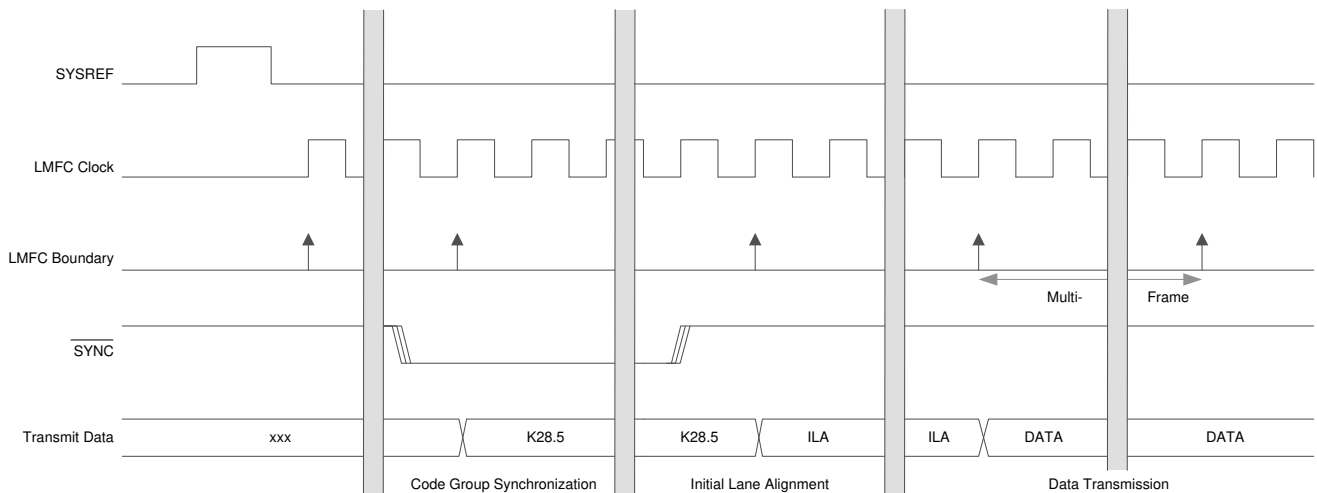 SYSREF
LMFC Clock
LMFC Boundary
Multi- Frame
SYNC
Transmit Data xxx K28.5 K28.5 ILA ILA DATA DATA
Code Group Synchronization Initial Lane Alignment Data Transmission